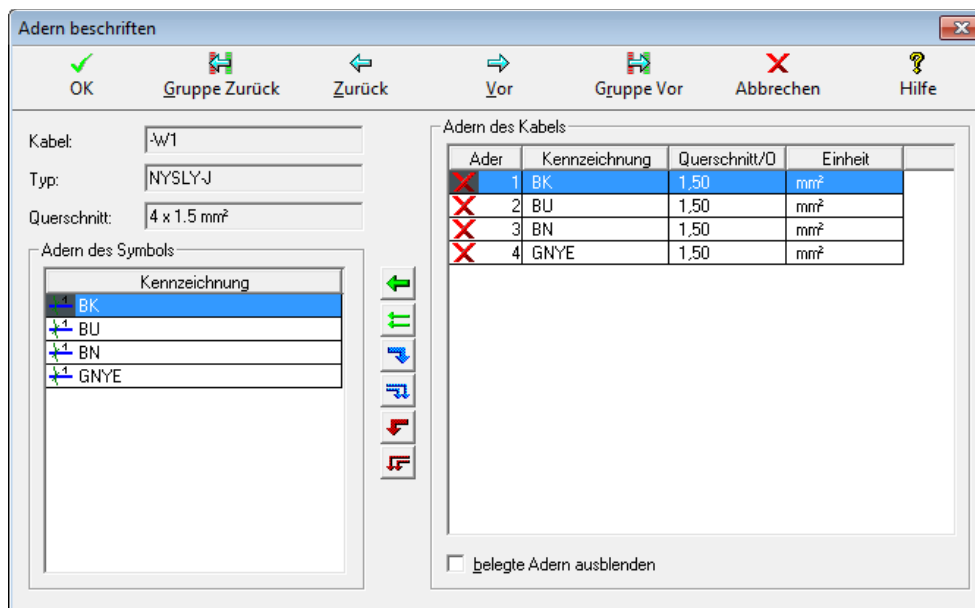 Adern beschriften
OK Gruppe Zurück Zurück Vor Gruppe Vor Abbrechen Hilfe
Kabel: -W1
Typ: NYSLY-J
Querschnitt: 4 x 1.5 mm²
Adern des Symbols
Kennzeichnung
1 BK
1 BU
1 BN
1 GNYE
Adern des Kabels
Ader Kennzeichnung Querschnitt/O Einheit
1 BK 1,50 mm²
2 BU 1,50 mm²
3 BN 1,50 mm²
4 GNYE 1,50 mm²
belegte Adern ausblenden